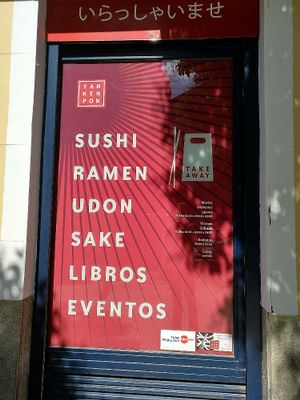 いらっしゃいませ
YAN
KEN
PON
SUSHI
RAMEN
UDON
SAKE
LIBROS
EVENTOS
TAKE
AWAY